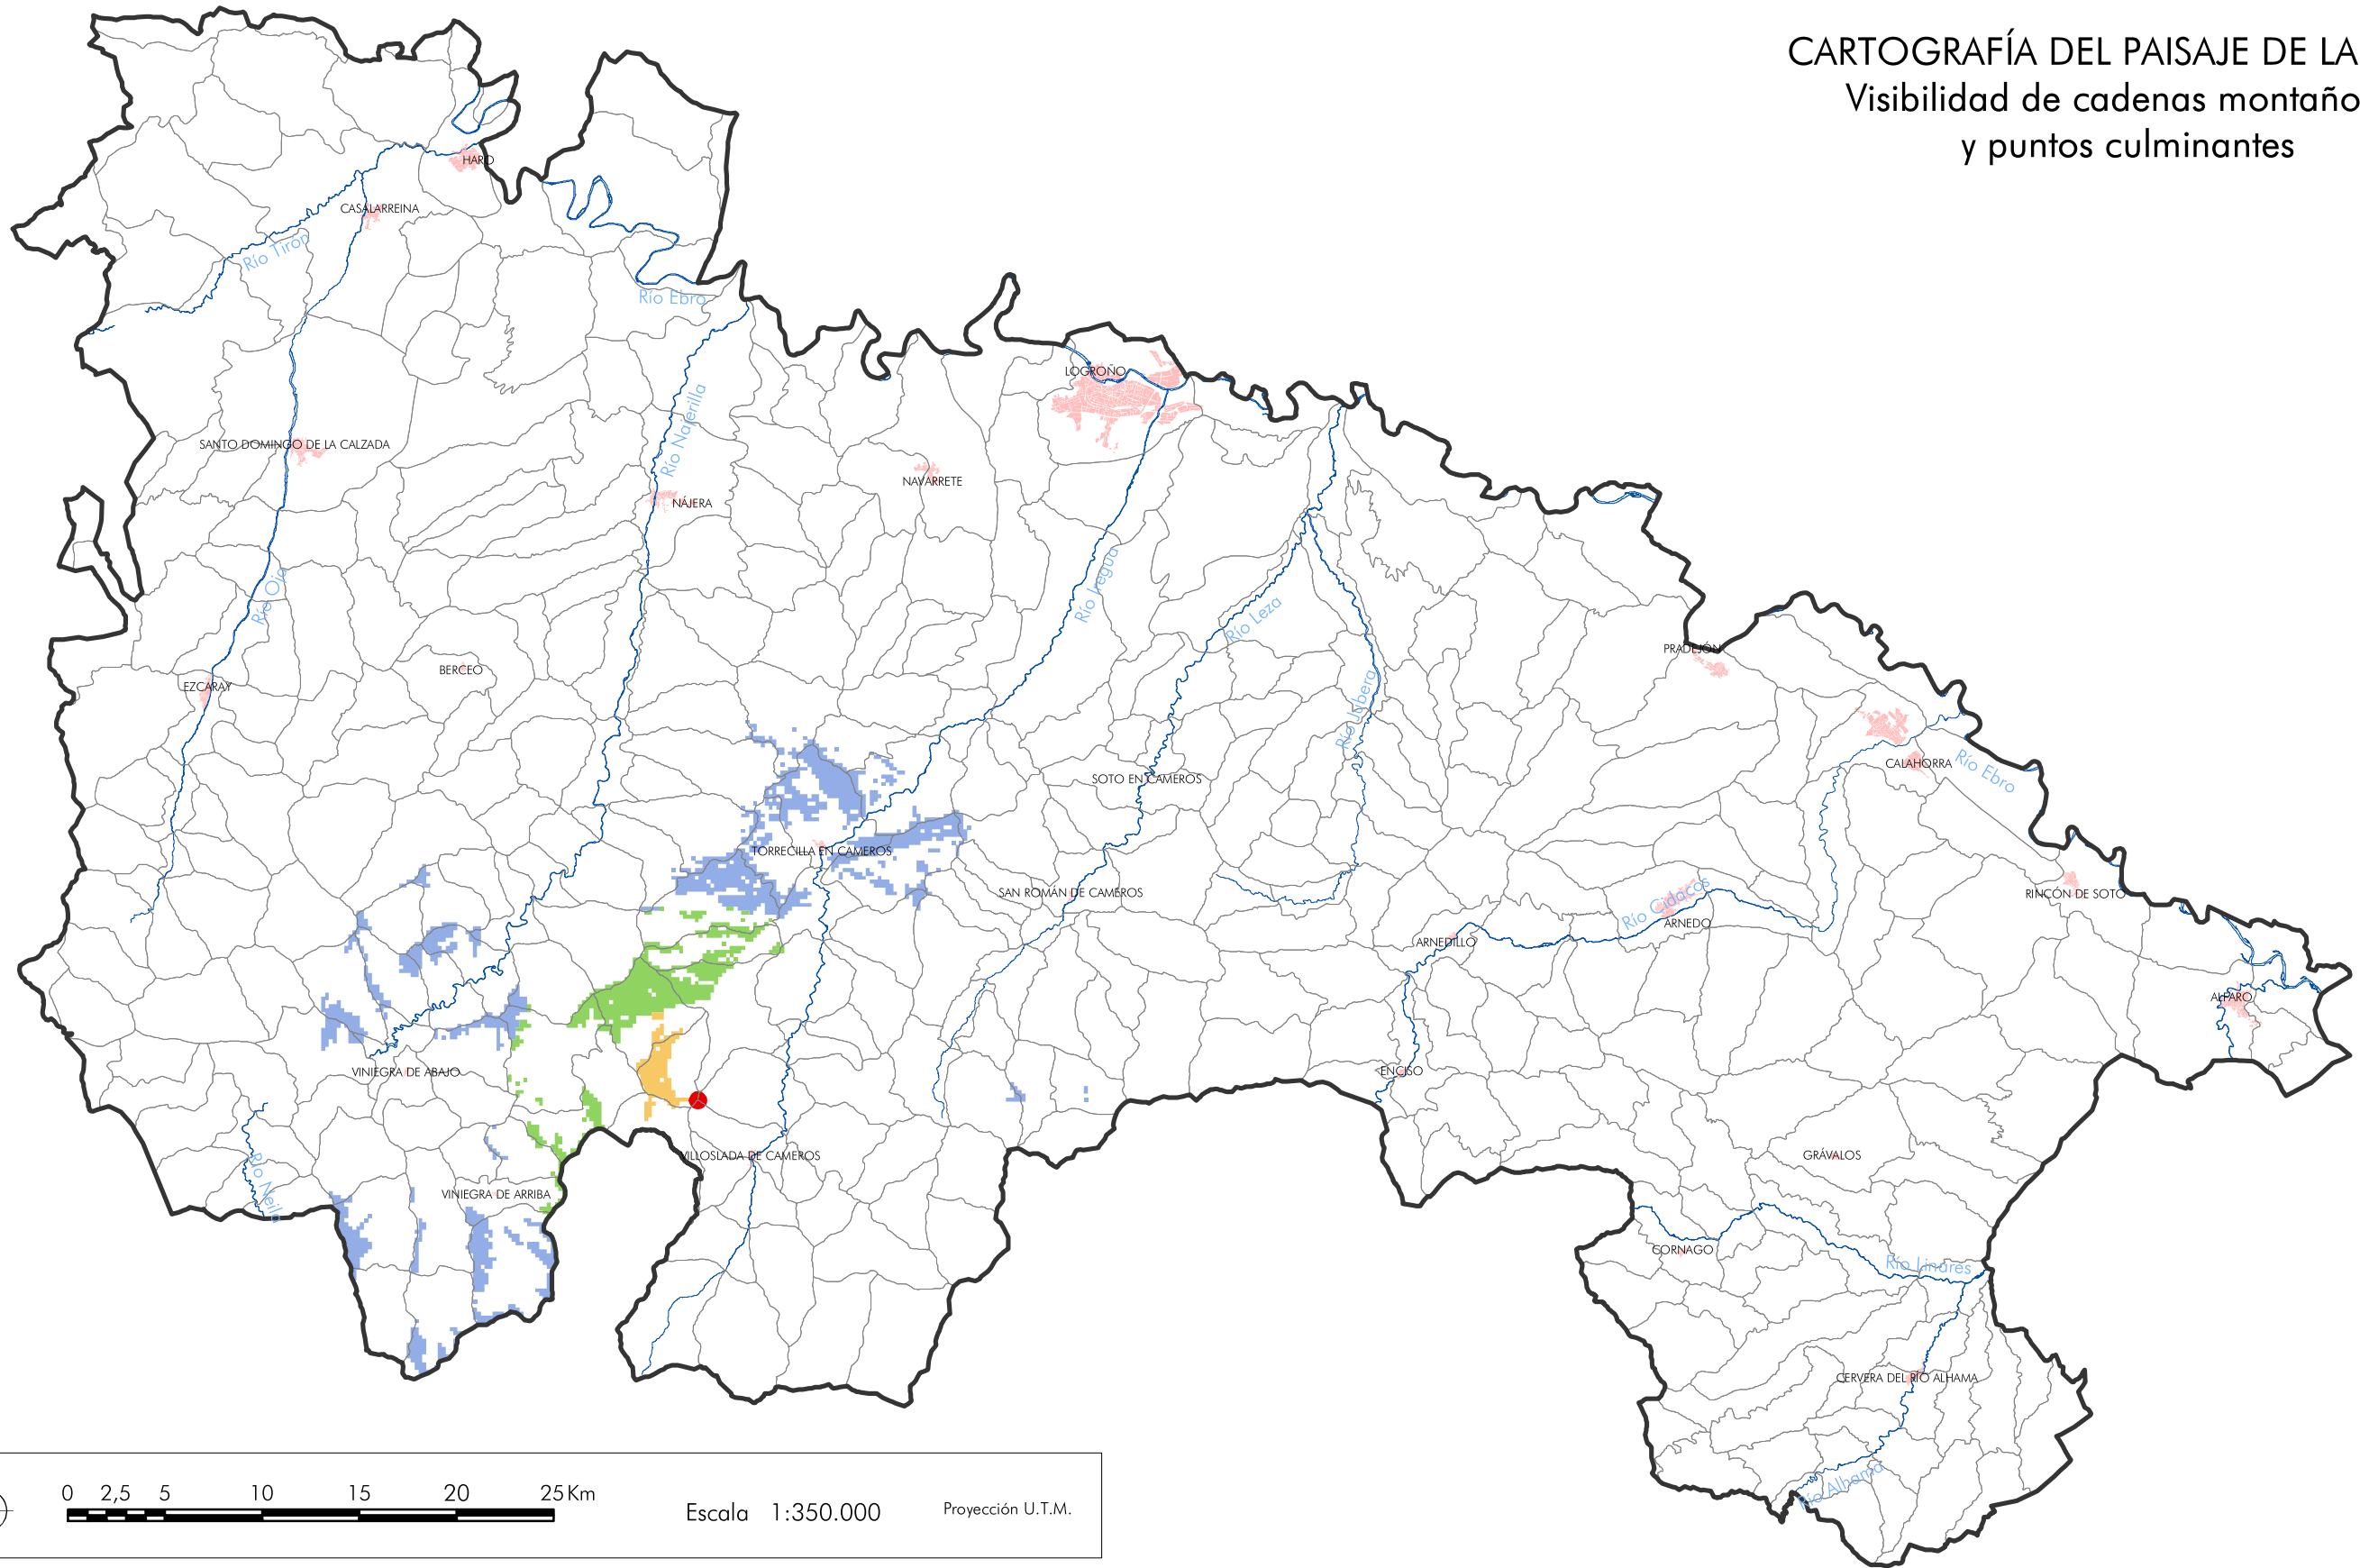 CARTOGRAFÍA DEL PAISAJE DE LA
Visibilidad de cadenas montaño
y puntos culminantes
HARO
CASALARREINA
Río Tiron
Río Ebro
LOGROÑO
SANTO DOMINGO DE LA CALZADA
Río Najerilla
NAVARRETE
NÁJERA
Río Oja
Río Iregua
Río Leza
PRADEJÓN
BERCEO
EZCARAY
Río Jubera
SOTO EN CAMEROS
CALAHORRA
Río Ebro
TORRECILLA EN CAMEROS
SAN ROMÁN DE CAMEROS
RINCÓN DE SOTO
Río Cidacos
ARNEDO
ARNEDILLO
ALFARO
VINIEGRA DE ABAJO
ENCISO
VILLOSLADA DE CAMEROS
GRÁVALOS
Río Neila
VINIEGRA DE ARRIBA
CORNAGO
Río Linares
CERVERA DEL RÍO ALHAMA
Río Alhama
0 2,5 5 10 15 20 25 Km
Escala 1:350.000
Proyección U.T.M.